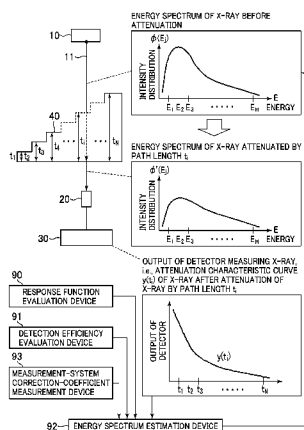 ENERGY SPECTRUM OF X-RAY BEFORE
ATTENUATION
10
11
φ(Ej)
INTENSITY
DISTRIBUTION
E1 E2 E3 ····· EM
E
ENERGY
40
t1 t2 t3 t4 ··· ti ··· tN
ENERGY SPECTRUM OF X-RAY ATTENUATED BY
PATH LENGTH ti
20
φ'(Ej)
INTENSITY
DISTRIBUTION
E1 E2 E3 ····· EM
E
ENERGY
30
OUTPUT OF DETECTOR MEASURING X-RAY,
i.e., ATTENUATION CHARACTERISTIC CURVE
y(ti) OF X-RAY AFTER ATTENUATION OF
X-RAY BY PATH LENGTH ti
90
RESPONSE FUNCTION
EVALUATION DEVICE
91
DETECTION EFFICIENCY
EVALUATION DEVICE
93
MEASUREMENT-SYSTEM
CORRECTION-COEFFICIENT
MEASUREMENT DEVICE
OUTPUT OF
DETECTOR
y(ti)
t1 t2 t3 ····· tN
92
ENERGY SPECTRUM ESTIMATION DEVICE